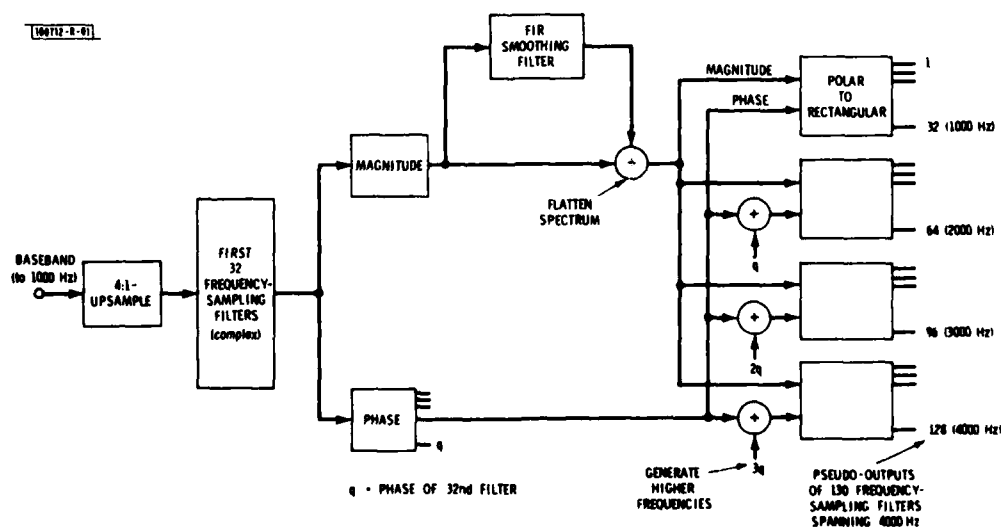 FIR
SMOOTHING
FILTER
MAGNITUDE
PHASE
POLAR
TO
RECTANGULAR
1
32 (1000 Hz)
MAGNITUDE
÷
FLATTEN
SPECTRUM
+
q
64 (2000 Hz)
BASEBAND
(to 1000 Hz)
4:1-
UPSAMPLE
FIRST
32
FREQUENCY-
SAMPLING
FILTERS
(complex)
+
2q
96 (3000 Hz)
PHASE
q
+
3q
128 (4000 Hz)
GENERATE
HIGHER
FREQUENCIES
q - PHASE OF 32nd FILTER
PSEUDO-OUTPUTS
OF 130 FREQUENCY-
SAMPLING FILTERS
SPANNING 4000 Hz